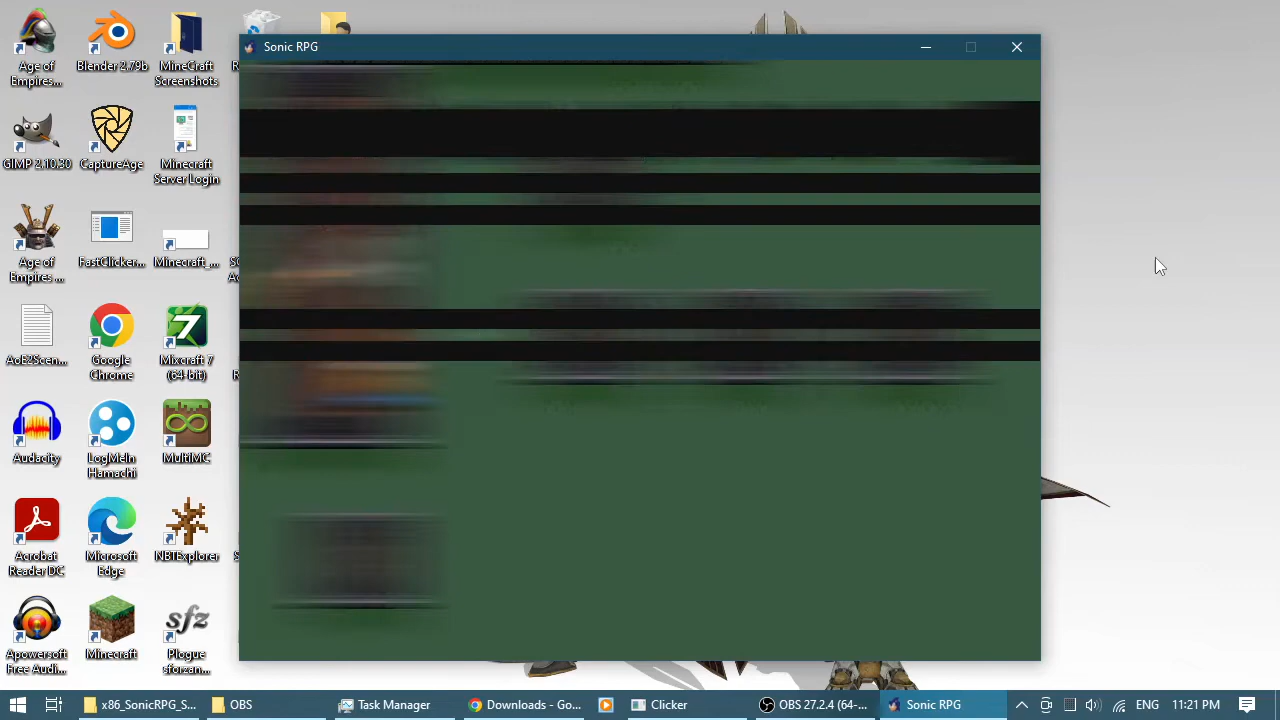 Sonic RPG
Age of
Empires...
Blender 2.79b
MineCraft
Screenshots
GIMP 2.10.30
CaptureAge
Minecraft
Server Login
Age of
Empires ...
FastClicker...
Minecraft_...
AoE2Scen...
Google
Chrome
Mixcraft 7
(64-bit)
Audacity
LogMeIn
Hamachi
MultiMC
Acrobat
Reader DC
Microsoft
Edge
NBTExplorer
Apowersoft
Free Audi...
Minecraft
sfz
Plogue
sforzan...
x86_SonicRPG_S...
OBS
Task Manager
Downloads - Go...
Clicker
OBS 27.2.4 (64-...
Sonic RPG
ENG
11:21 PM